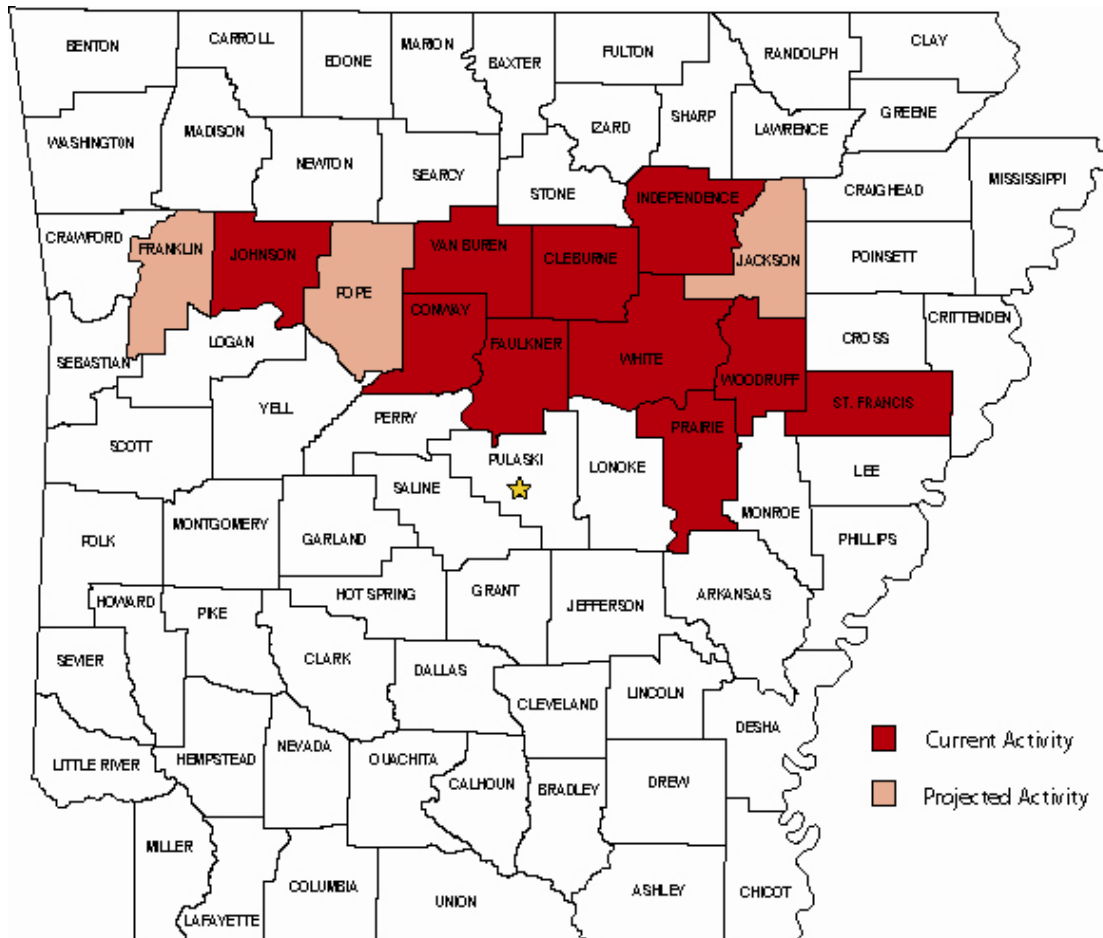 BENTON
CARROLL
EOONE
MARION
BAXTER
FULTON
RANDOLPH
CLAY
WASHINGTON
MADISON
NEWTON
SEARCY
STONE
IZARD
SHARP
LAWRENCE
GREENE
CRAIGHEAD
MISSISSIPPI
CRAWFORD
FRANKLIN
JOHNSON
POPE
VAN BUREN
CLEBURNE
INDEPENDENCE
JACKSON
POINSETT
SEBASTIAN
LOGAN
CONWAY
FAULKNER
WHITE
WOODRUFF
CROSS
CRITTENDEN
SCOTT
YELL
PERRY
PULASKI
LONOKE
PRAIRIE
ST. FRANCIS
LEE
POLK
MONTGOMERY
GARLAND
SALINE
MONROE
PHILLIPS
HOWARD
PIKE
HOT SPRING
GRANT
JEFFERSON
ARKANSAS
SEVIER
CLARK
DALLAS
CLEVELAND
LINCOLN
DESHA
LITTLE RIVER
HEMPSTEAD
NEVADA
OUACHITA
CALHOUN
BRADLEY
DREW
MILLER
LAFAYETTE
COLUMBIA
UNION
ASHLEY
CHICOT
Current Activity
Projected Activity